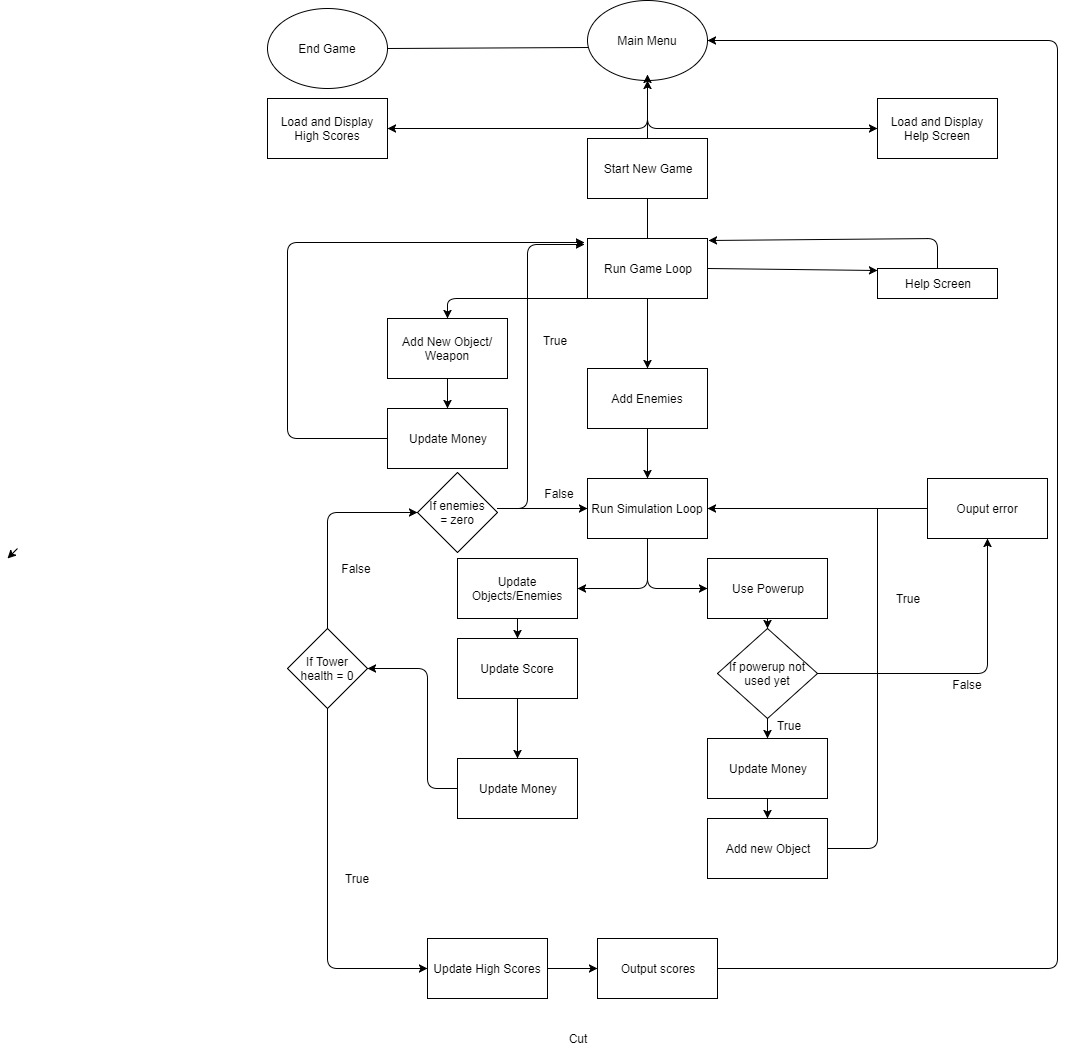 End Game
Main Menu
Load and Display
High Scores
Load and Display
Help Screen
Start New Game
Run Game Loop
Help Screen
Add New Object/
Weapon
True
Add Enemies
Update Money
If enemies
= zero
False
Run Simulation Loop
Ouput error
False
Update
Objects/Enemies
Use Powerup
True
If Tower
health = 0
Update Score
If powerup not
used yet
False
True
Update Money
Update Money
Add new Object
True
Update High Scores
Output scores
Cut